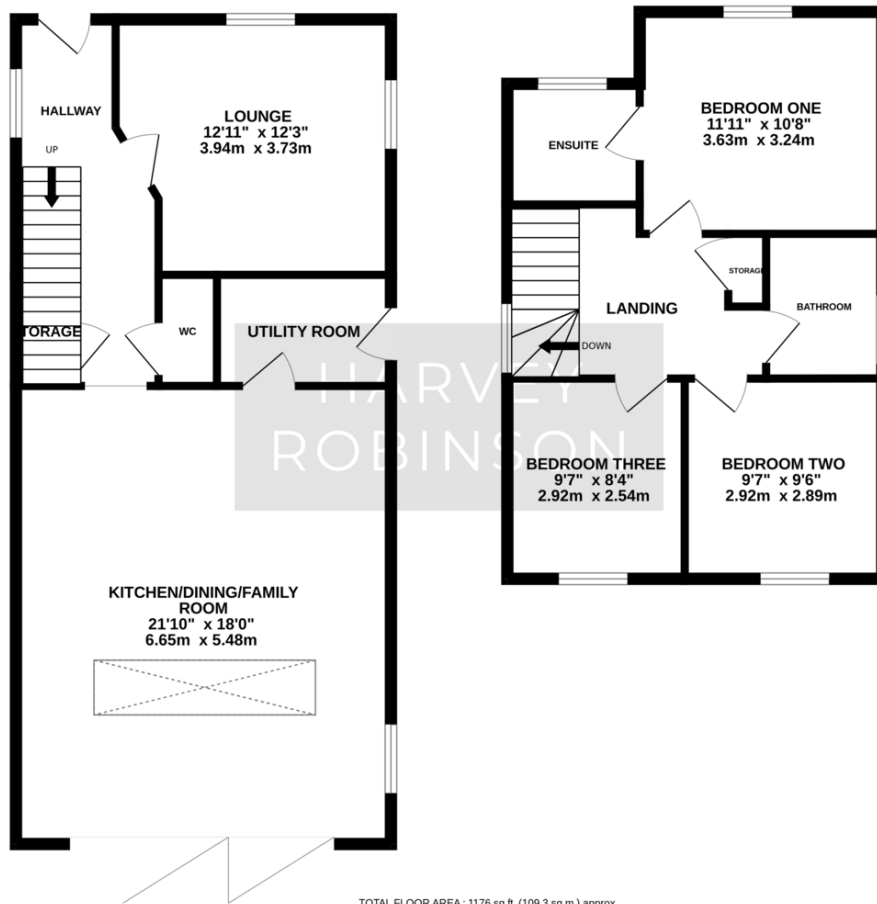 HALLWAY
UP
LOUNGE
12'11" x 12'3"
3.94m x 3.73m
TORAGE
WC
UTILITY ROOM
KITCHEN/DINING/FAMILY
ROOM
21'10" x 18'0"
6.65m x 5.48m
BEDROOM ONE
11'11" x 10'8"
3.63m x 3.24m
ENSUITE
STORAGE
LANDING
BATHROOM
DOWN
BEDROOM THREE
9'7" x 8'4"
2.92m x 2.54m
BEDROOM TWO
9'7" x 9'6"
2.92m x 2.89m
HARVEY
ROBINSON
TOTAL FLOOR AREA : 1176 sq.ft. (109.3 sq.m.) approx.